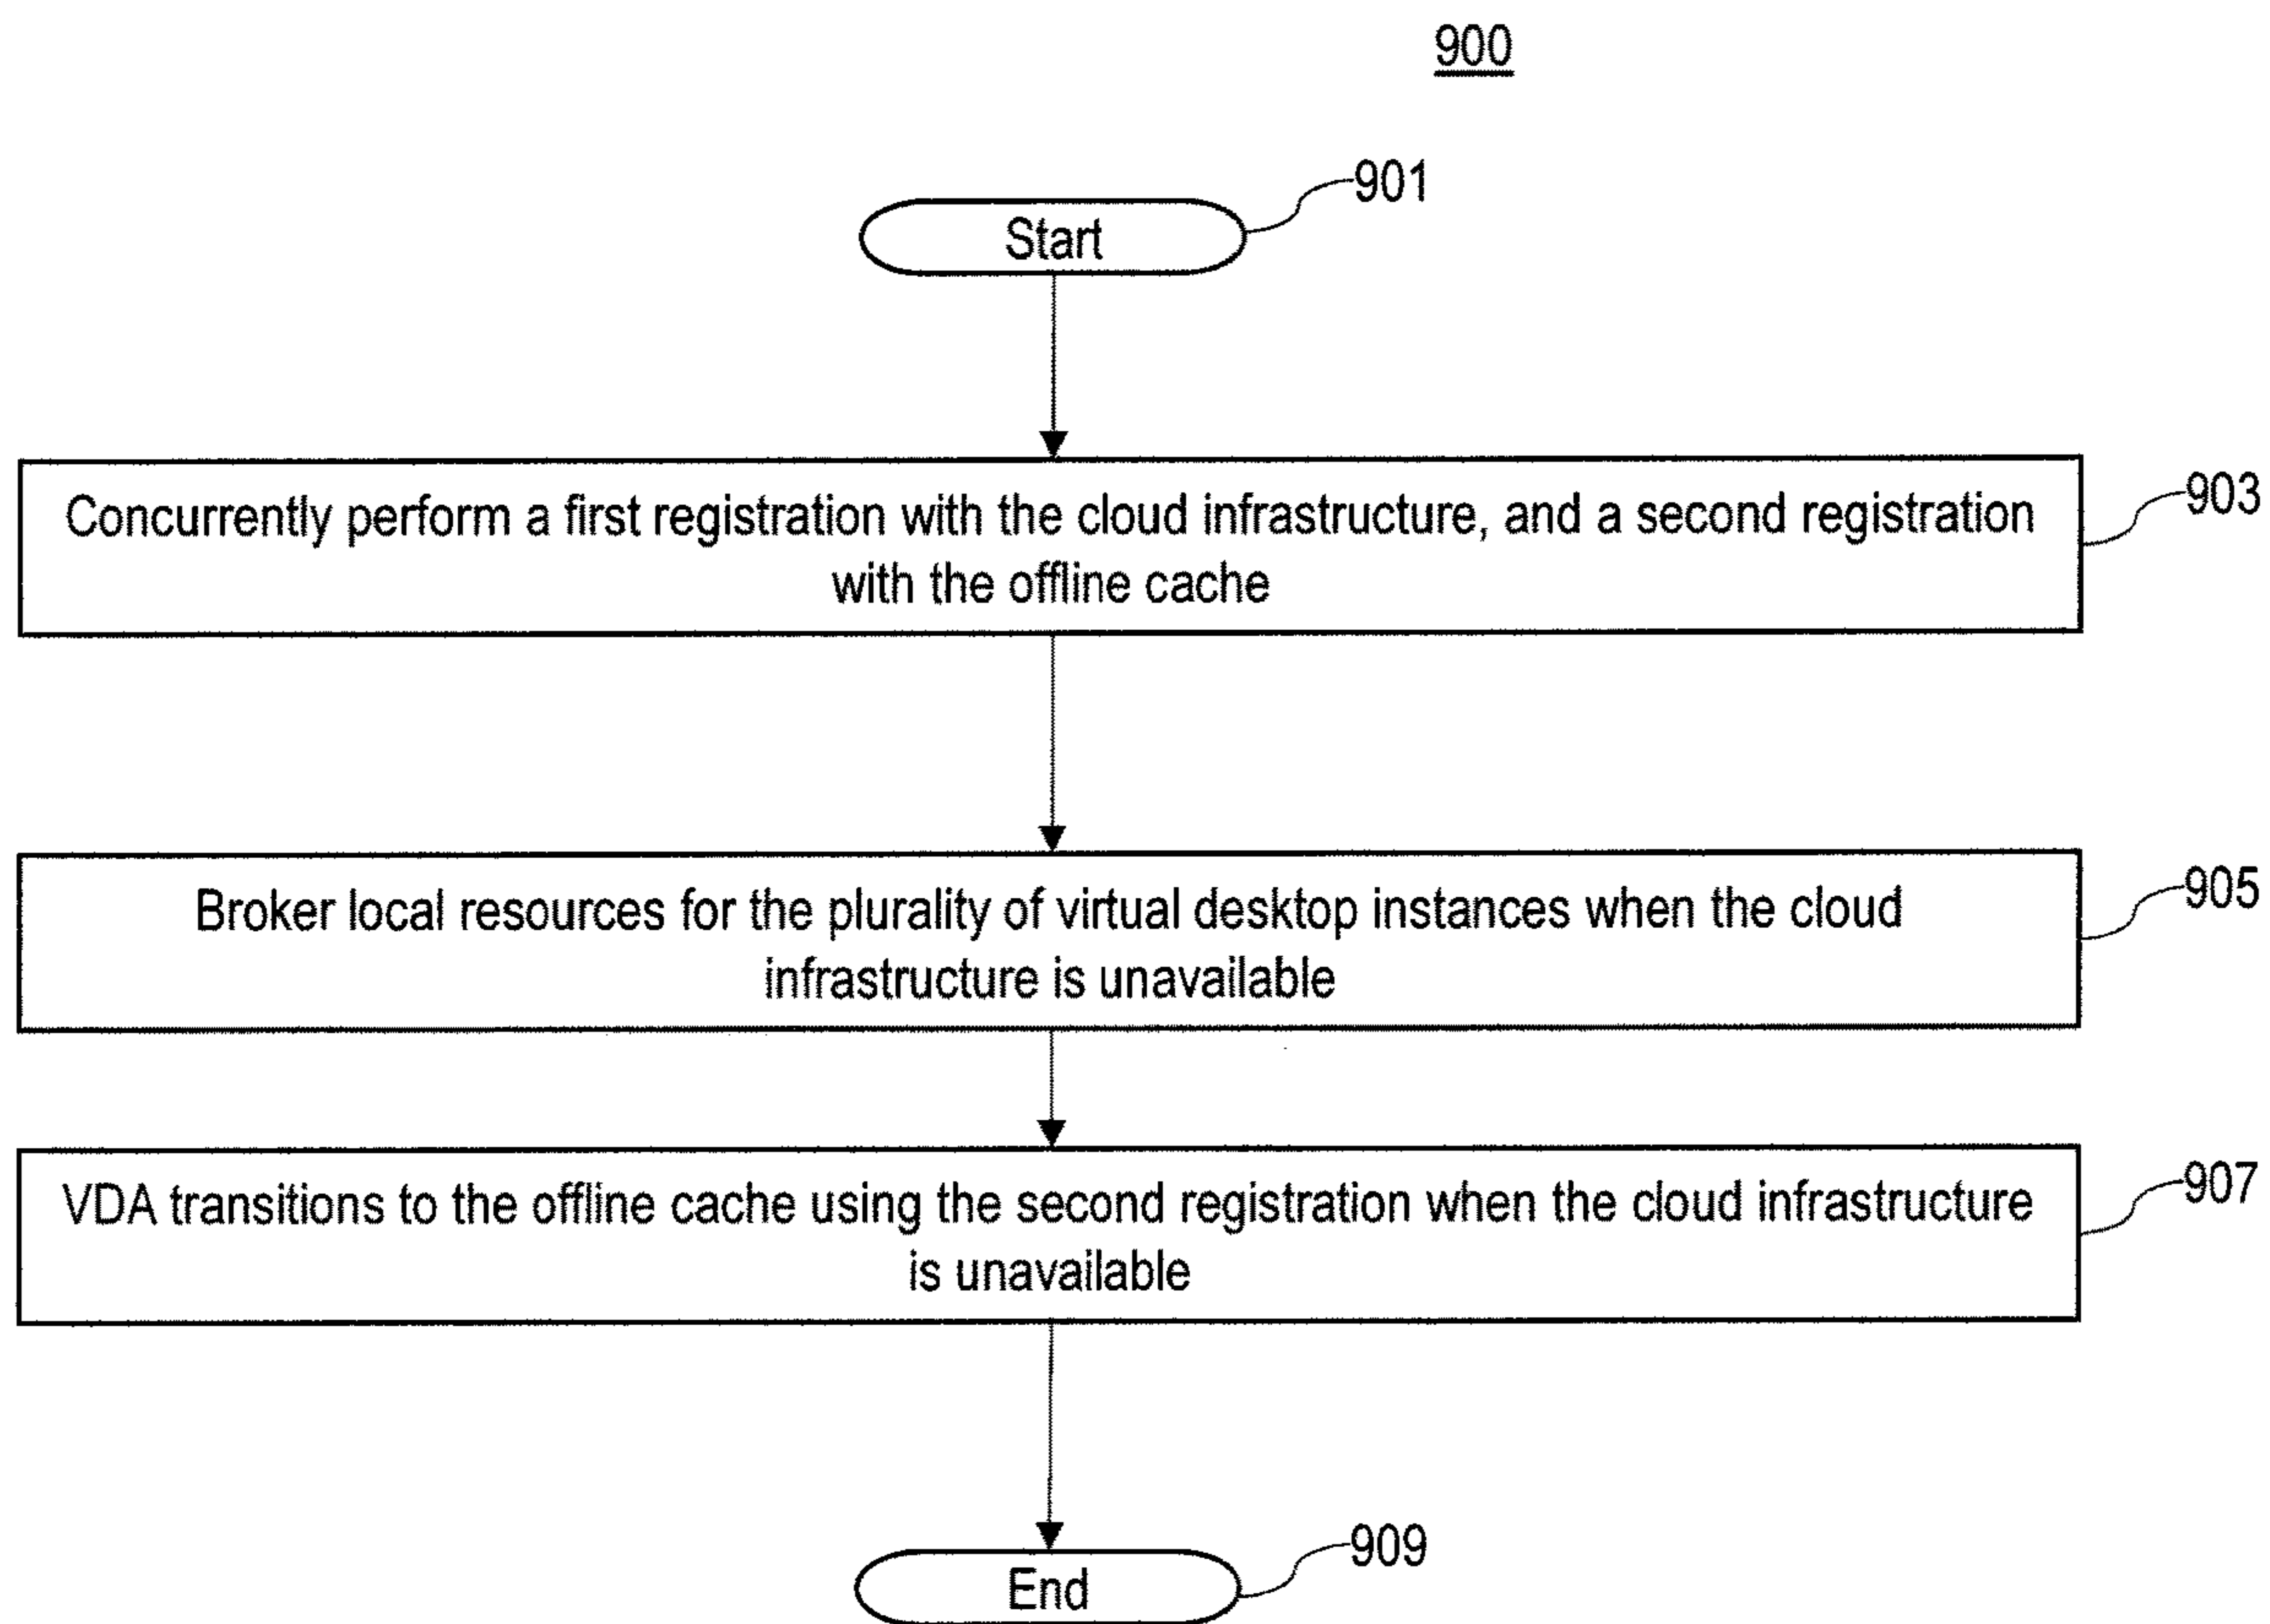 900
901
Start
Concurrently perform a first registration with the cloud infrastructure, and a second registration
with the offline cache
903
Broker local resources for the plurality of virtual desktop instances when the cloud
infrastructure is unavailable
905
VDA transitions to the offline cache using the second registration when the cloud infrastructure
is unavailable
907
909
End